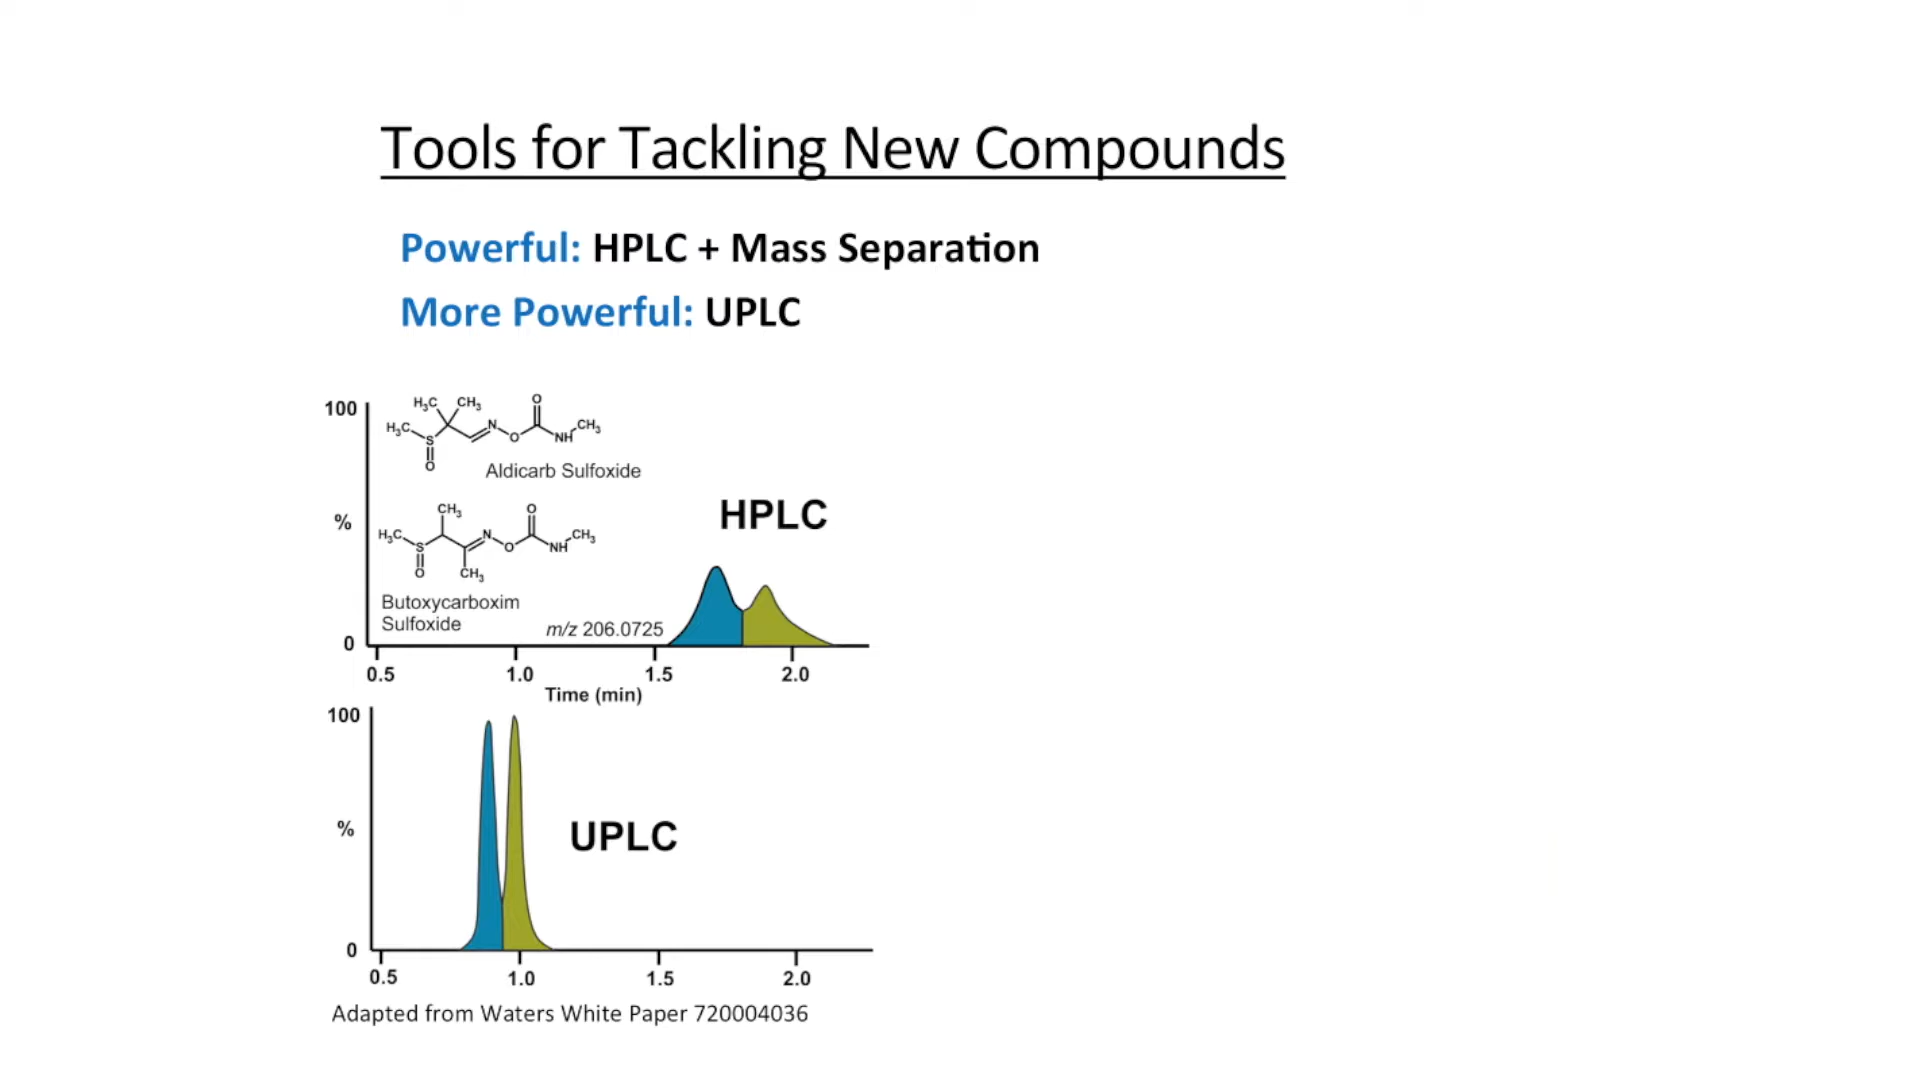 Tools for Tackling New Compounds
Powerful: HPLC + Mass Separation
More Powerful: UPLC
100
%
0
H₃C CH₃
H₃C
S
O
N
O
O
NH
CH₃
Aldicarb Sulfoxide
CH₃
H₃C
S
O
CH₃
N
O
O
NH
CH₃
Butoxycarboxim
Sulfoxide
m/z 206.0725
HPLC
0.5 1.0 1.5 2.0
Time (min)
100
%
0
UPLC
0.5 1.0 1.5 2.0
Adapted from Waters White Paper 720004036